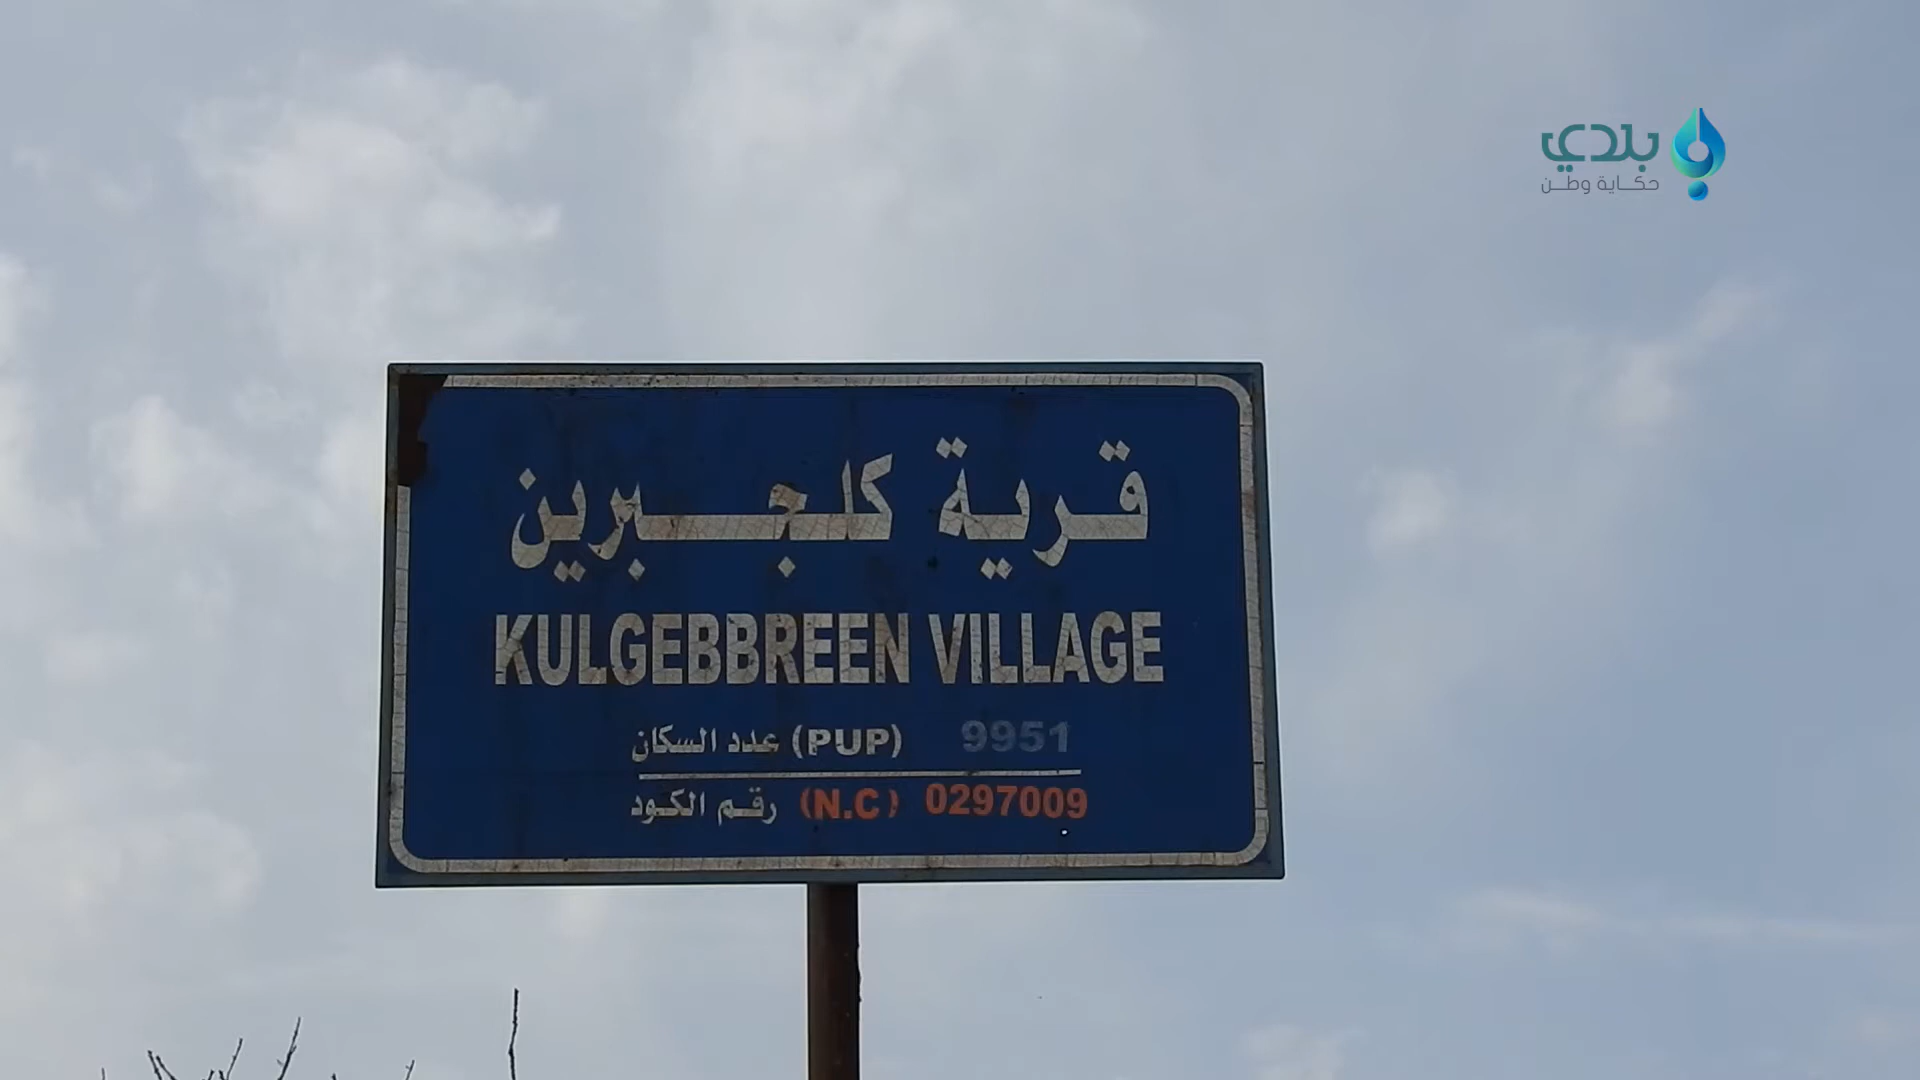 بلدي
حكاية وطن
قرية كلجبرين
KULGEBBREEN VILLAGE
عدد السكان (PUP) 9951
رقم الكود (N.C) 0297009